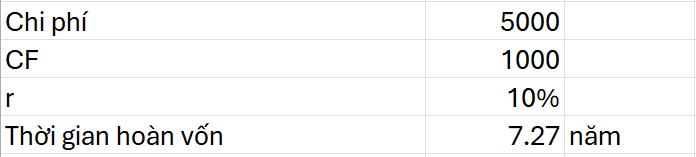 Chi phí 5000
CF 1000
r 10%
Thời gian hoàn vốn 7.27 năm